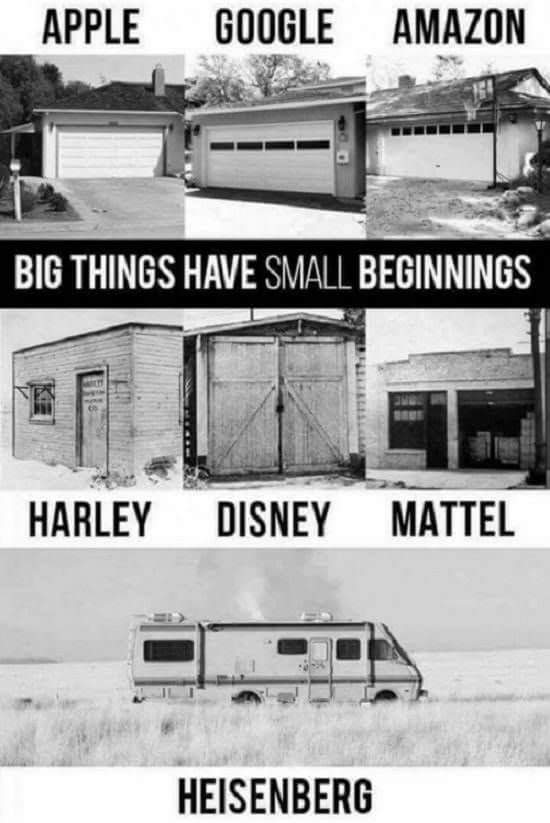 APPLE GOOGLE AMAZON
BIG THINGS HAVE SMALL BEGINNINGS
HARLEY DISNEY MATTEL
HEISENBERG